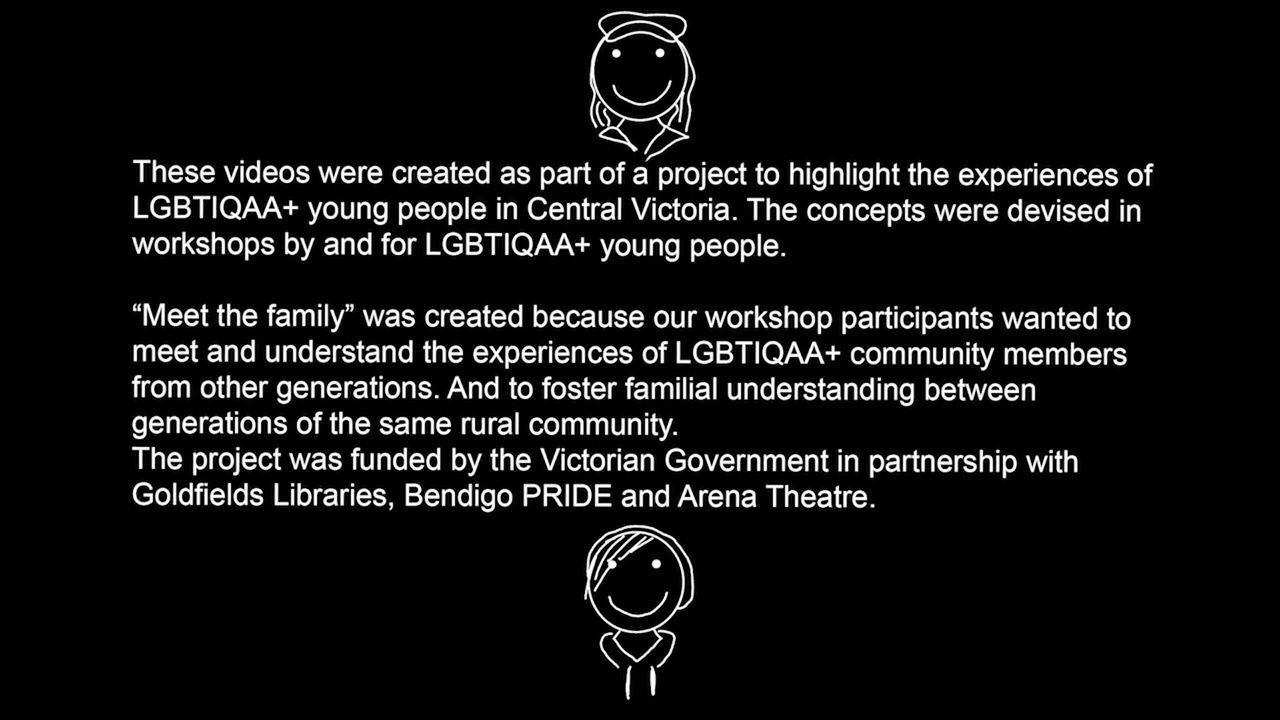 These videos were created as part of a project to highlight the experiences of
LGBTIQAA+ young people in Central Victoria. The concepts were devised in
workshops by and for LGBTIQAA+ young people.
“Meet the family” was created because our workshop participants wanted to
meet and understand the experiences of LGBTIQAA+ community members
from other generations. And to foster familial understanding between
generations of the same rural community.
The project was funded by the Victorian Government in partnership with
Goldfields Libraries, Bendigo PRIDE and Arena Theatre.